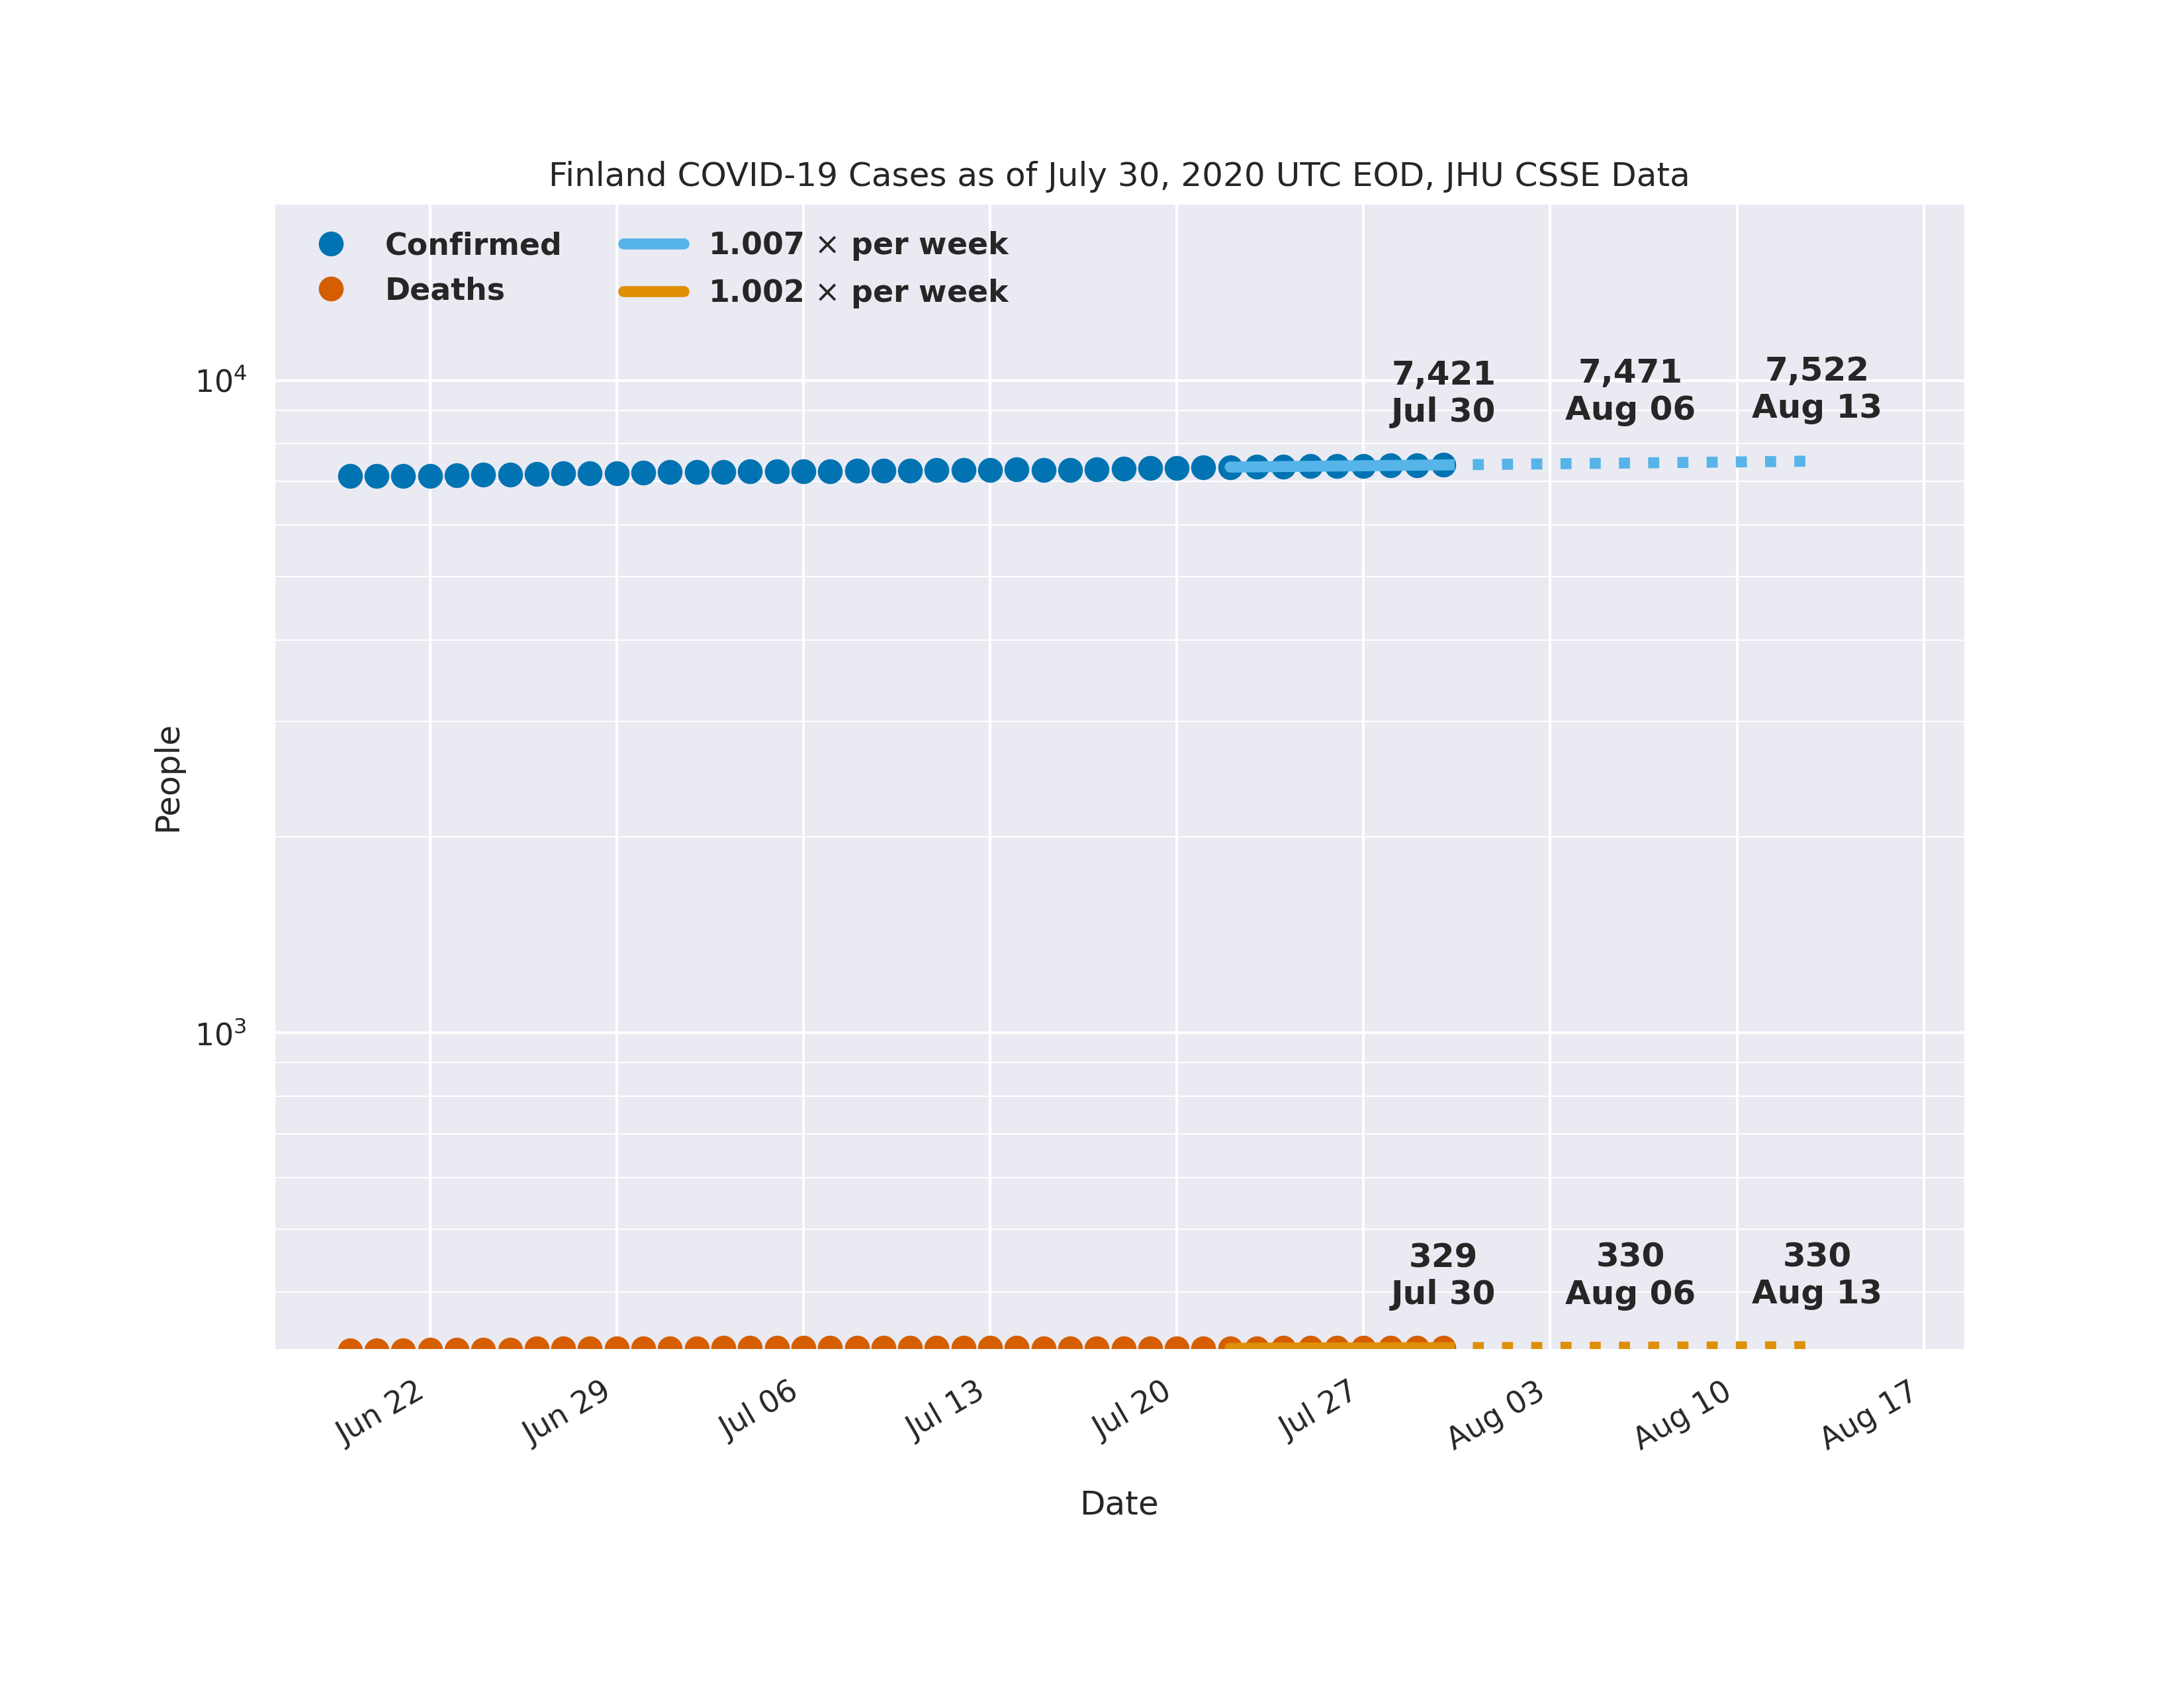 Finland COVID-19 Cases as of July 30, 2020 UTC EOD, JHU CSSE Data
Confirmed
Deaths
1.007 × per week
1.002 × per week
10⁴
10³
People
7,421
Jul 30
7,471
Aug 06
7,522
Aug 13
329
Jul 30
330
Aug 06
330
Aug 13
Jun 22
Jun 29
Jul 06
Jul 13
Jul 20
Jul 27
Aug 03
Aug 10
Aug 17
Date